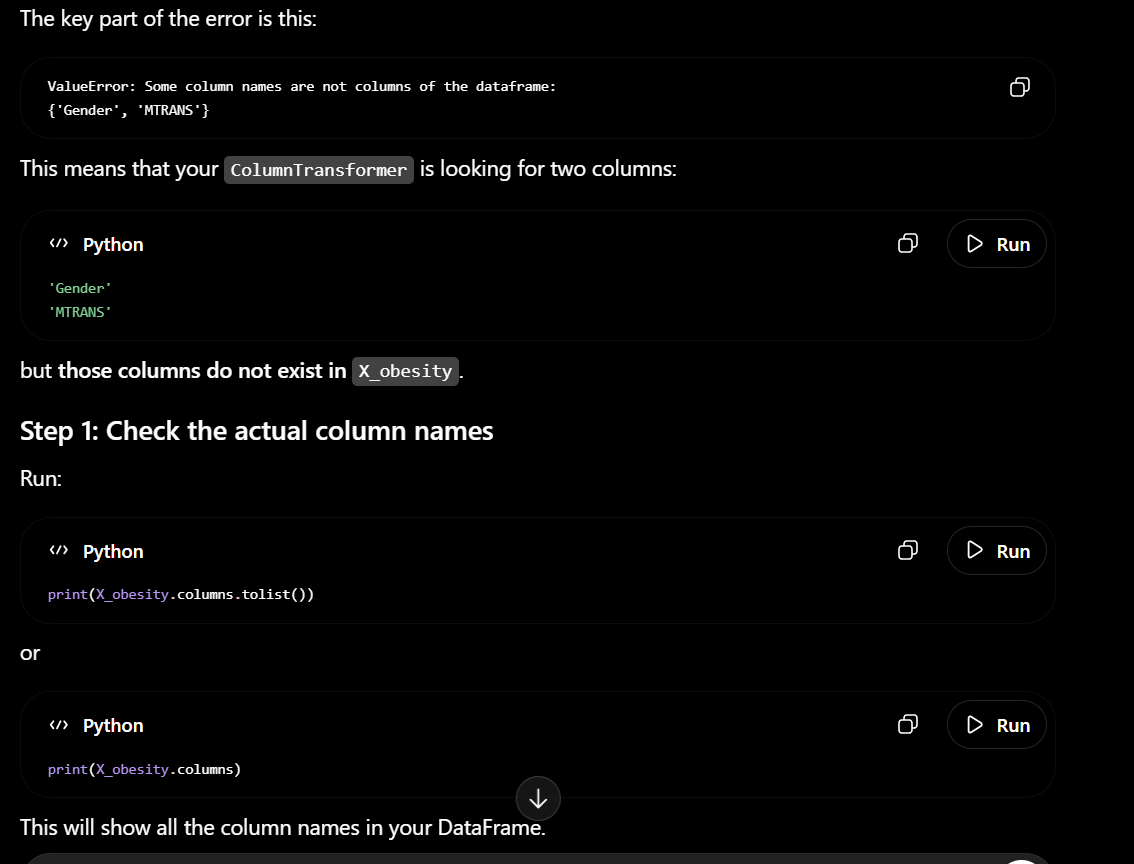 The key part of the error is this:
ValueError: Some column names are not columns of the dataframe:
{'Gender', 'MTRANS'}
This means that your ColumnTransformer is looking for two columns:
Python
Run
'Gender'
'MTRANS'
but those columns do not exist in X_obesity.
Step 1: Check the actual column names
Run:
Python
Run
print(X_obesity.columns.tolist())
or
Python
Run
print(X_obesity.columns)
This will show all the column names in your DataFrame.